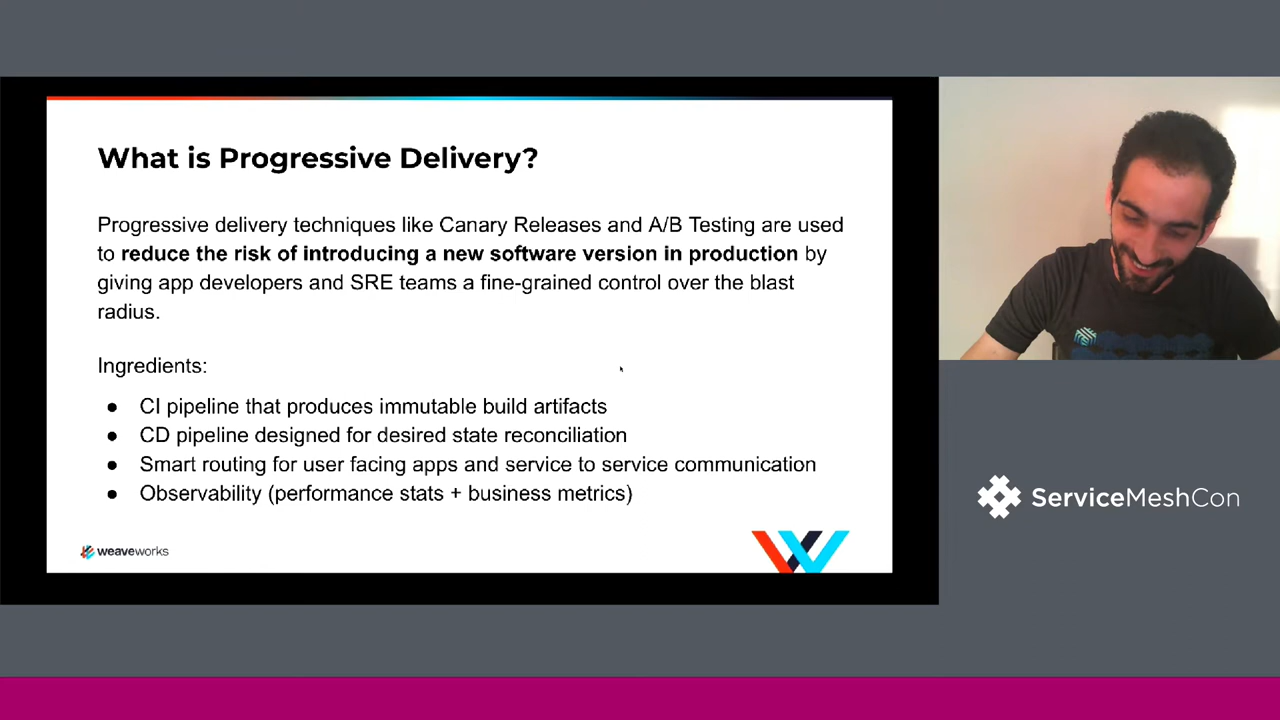 What is Progressive Delivery?
Progressive delivery techniques like Canary Releases and A/B Testing are used
to reduce the risk of introducing a new software version in production by
giving app developers and SRE teams a fine-grained control over the blast
radius.
Ingredients:
● CI pipeline that produces immutable build artifacts
● CD pipeline designed for desired state reconciliation
● Smart routing for user facing apps and service to service communication
● Observability (performance stats + business metrics)
weaveworks
ServiceMeshCon